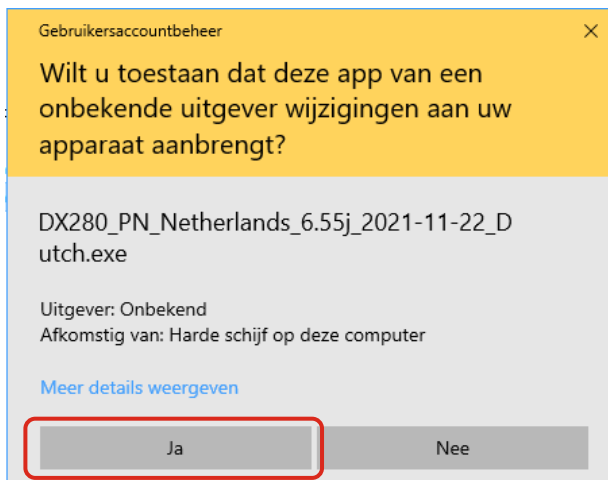 Gebruikersaccountbeheer
Wilt u toestaan dat deze app van een
onbekende uitgever wijzigingen aan uw
apparaat aanbrengt?
DX280_PN_Netherlands_6.55j_2021-11-22_D
utch.exe
Uitgever: Onbekend
Afkomstig van: Harde schijf op deze computer
Meer details weergeven
Ja
Nee